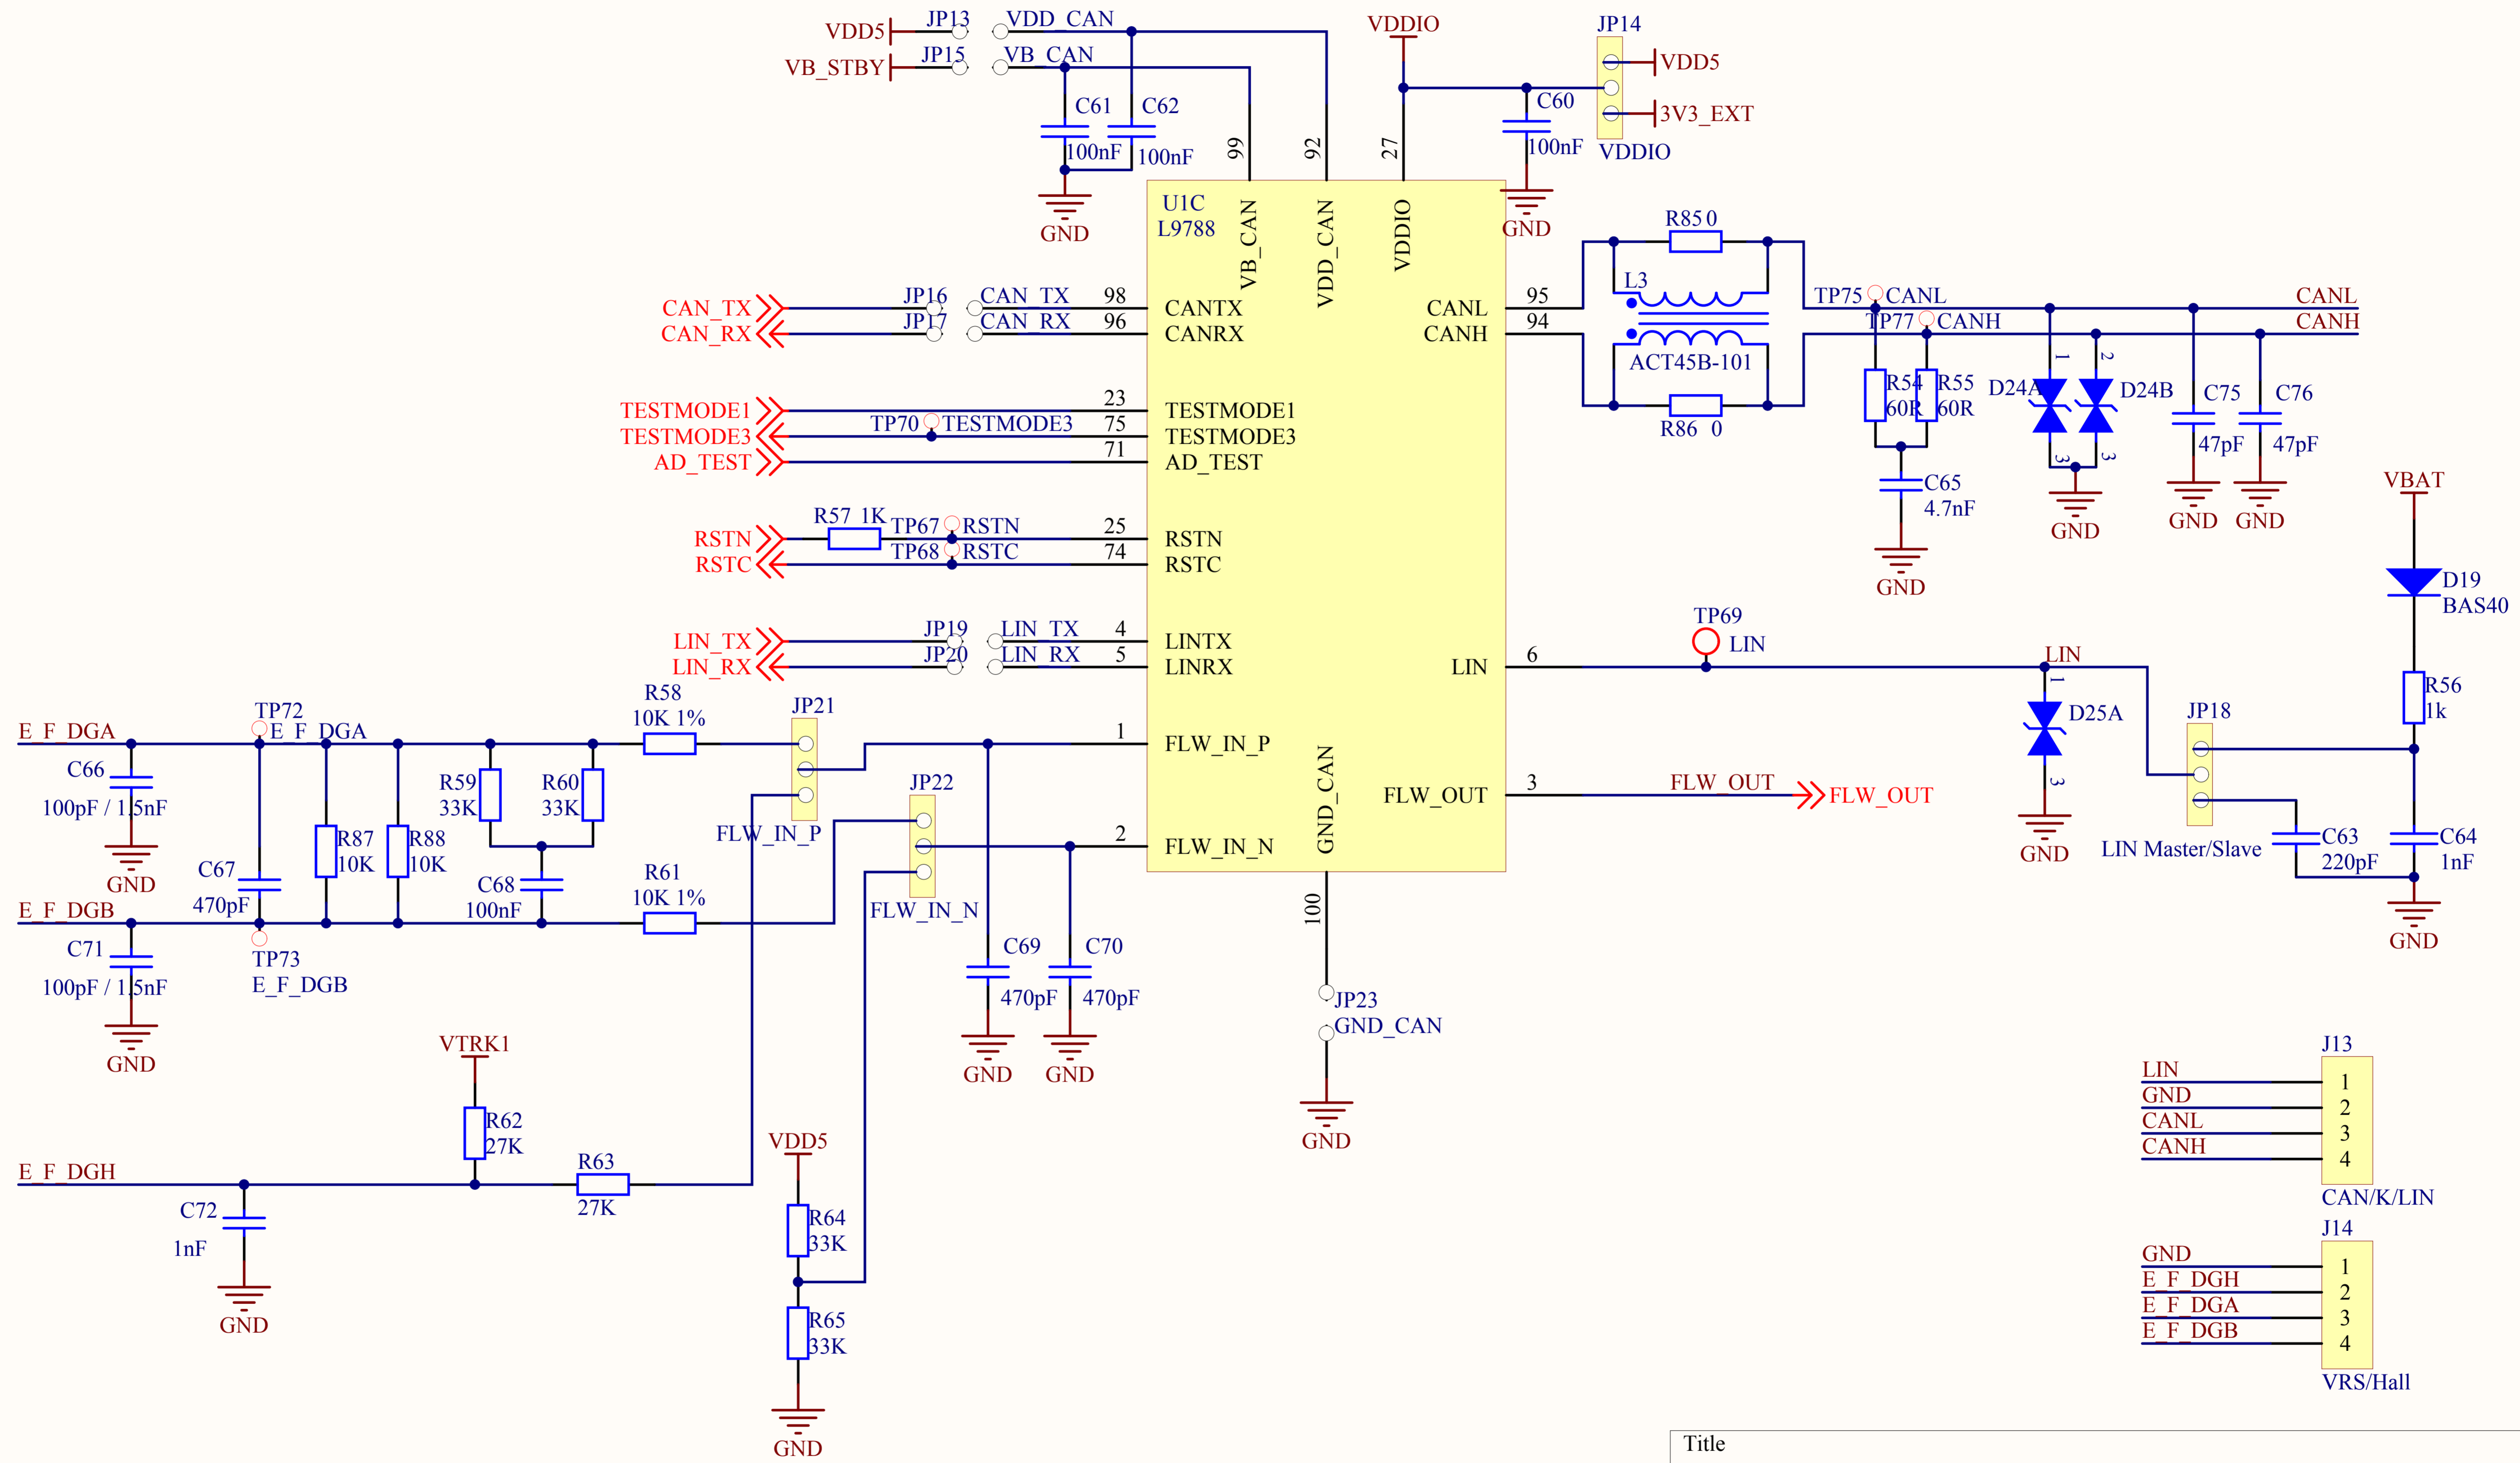 VDD5
JP13
VDD_CAN
VB_STBY
JP15
VB_CAN
C61
100nF
C62
100nF
GND
99
92
27
VDDIO
C60
100nF
GND
JP14
VDD5
3V3_EXT
VDDIO
U1C
L9788
VB_CAN
VDD_CAN
VDDIO
CAN_TX
JP16
CAN_TX
98
CANTX
CAN_RX
JP17
CAN_RX
96
CANRX
TESTMODE1
23
TESTMODE1
TESTMODE3
TP70
TESTMODE3
75
TESTMODE3
AD_TEST
71
AD_TEST
RSTN
R57 1K
TP67
RSTN
25
RSTN
RSTC
TP68
RSTC
74
RSTC
LIN_TX
JP19
LIN_TX
4
LINTX
LIN_RX
JP20
LIN_RX
5
LINRX
1
FLW_IN_P
2
FLW_IN_N
GND_CAN
100
JP23
GND_CAN
GND
CANL
95
CANH
94
R85 0
L3
ACT45B-101
R86 0
TP75
CANL
TP77
CANH
CANL
CANH
R54
60R
R55
60R
C65
4.7nF
GND
D24A
1
3
D24B
2
3
GND
C75
47pF
GND
C76
47pF
GND
VBAT
D19
BAS40
R56
1k
LIN
6
TP69
LIN
LIN
D25A
1
3
GND
JP18
LIN Master/Slave
C63
220pF
C64
1nF
GND
FLW_OUT
3
FLW_OUT
FLW_OUT
E_F_DGA
TP72
E_F_DGA
C66
100pF / 1.5nF
GND
C67
470pF
R87
10K
R88
10K
R59
33K
R60
33K
C68
100nF
R58
10K 1%
R61
10K 1%
JP21
FLW_IN_P
JP22
FLW_IN_N
E_F_DGB
TP73
E_F_DGB
C71
100pF / 1.5nF
GND
C69
470pF
GND
C70
470pF
GND
VTRK1
R62
27K
E_F_DGH
R63
27K
C72
1nF
GND
VDD5
R64
33K
R65
33K
GND
J13
LIN
1
GND
2
CANL
3
CANH
4
CAN/K/LIN
J14
GND
1
E_F_DGH
2
E_F_DGA
3
E_F_DGB
4
VRS/Hall
Title